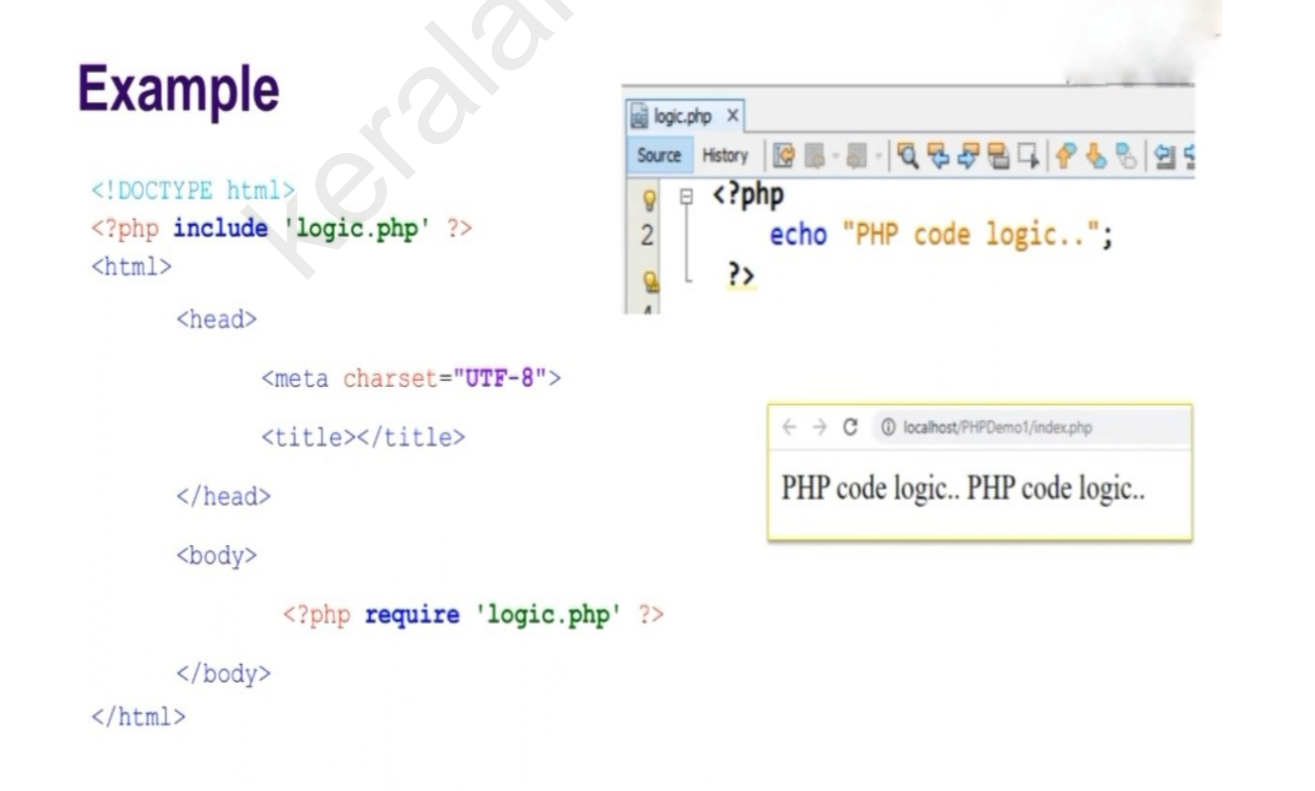 Example
<!DOCTYPE html>
<?php include 'logic.php' ?>
<html>
<head>
<meta charset="UTF-8">
<title></title>
</head>
<body>
<?php require 'logic.php' ?>
</body>
</html>
logic.php X
Source History
<?php
2 echo "PHP code logic..";
?>
4
localhost/PHPDemo1/index.php
PHP code logic.. PHP code logic..